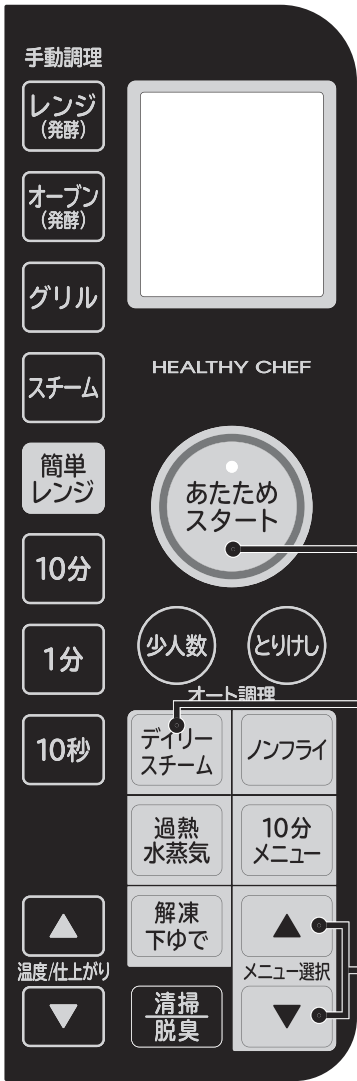 手動調理
レンジ
(発酵)
オーブン
(発酵)
グリル
スチーム
簡単
レンジ
10分
1分
10秒
温度/仕上がり
HEALTHY CHEF
あたため
スタート
少人数
とりけし
オート調理
デイリー
スチーム
ノンフライ
過熱
水蒸気
10分
メニュー
解凍
下ゆで
メニュー選択
清掃
脱臭